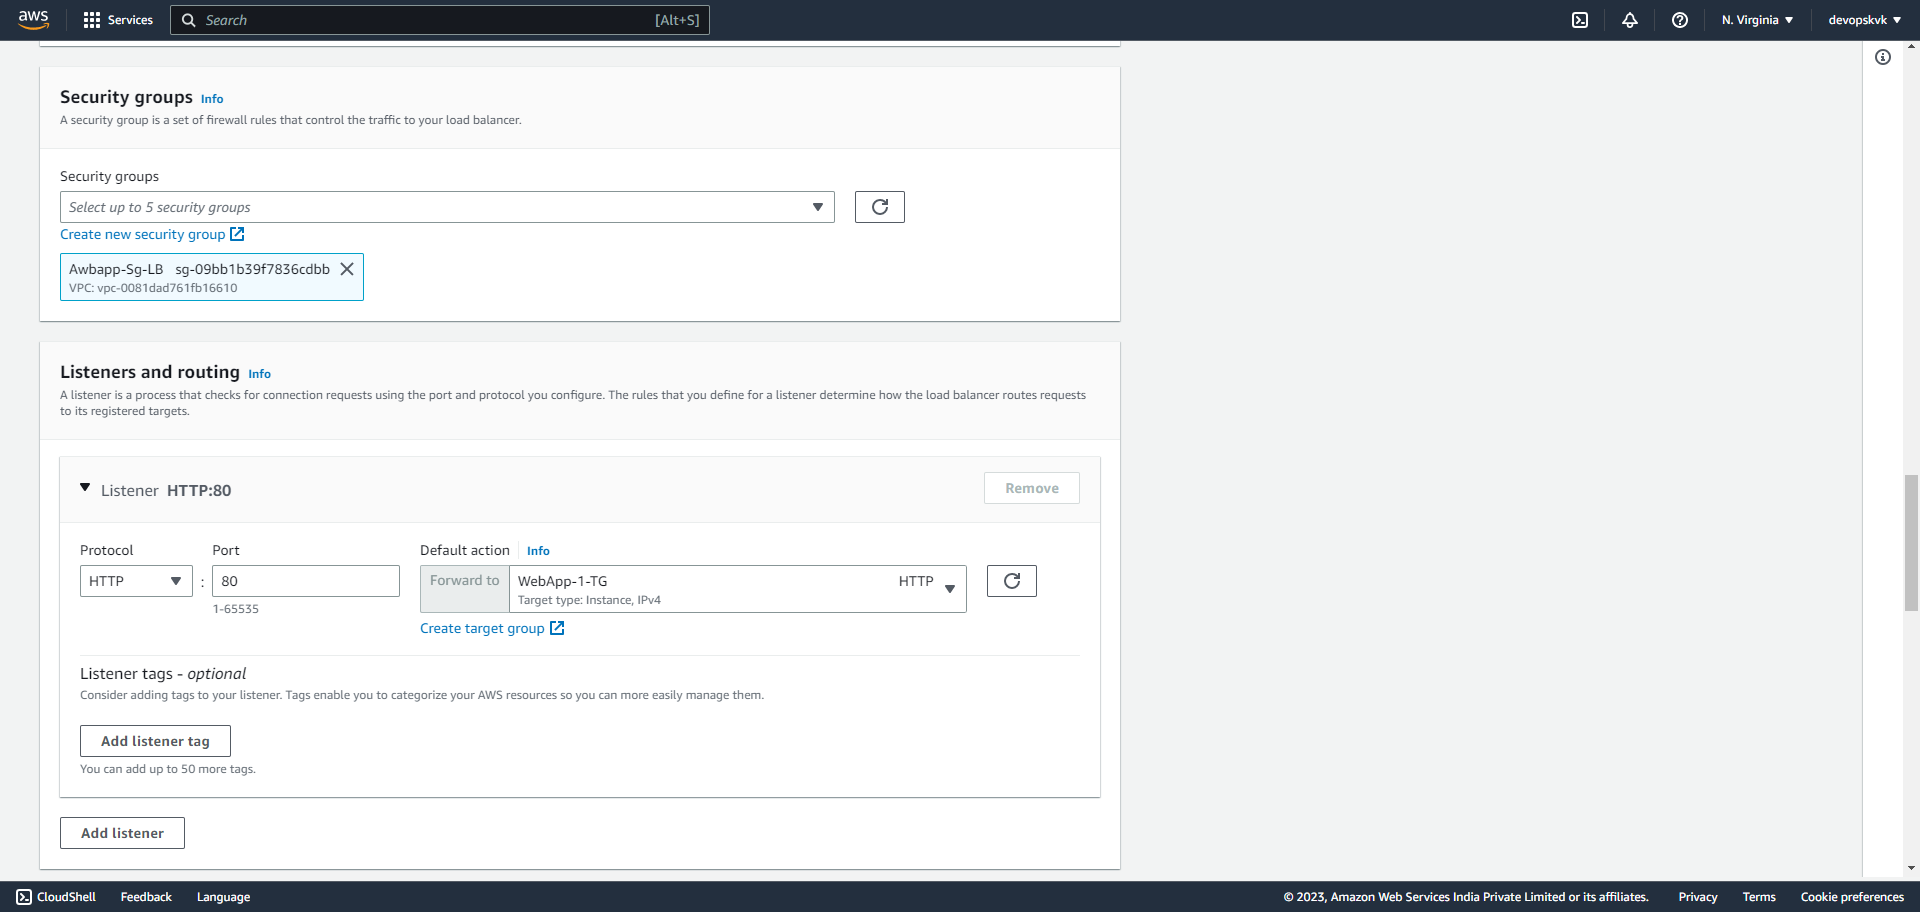 aws
Services
Search
[Alt+S]
N. Virginia
devopskvk
Security groups Info
A security group is a set of firewall rules that control the traffic to your load balancer.
Security groups
Select up to 5 security groups
Create new security group
Awbapp-Sg-LB sg-09bb1b39f7836cdbb
VPC: vpc-0081dad761fb16610
Listeners and routing Info
A listener is a process that checks for connection requests using the port and protocol you configure. The rules that you define for a listener determine how the load balancer routes requests
to its registered targets.
Listener HTTP:80
Remove
Protocol
Port
Default action
Info
HTTP
:
80
Forward to
WebApp-1-TG
HTTP
Target type: Instance, IPv4
1-65535
Create target group
Listener tags - optional
Consider adding tags to your listener. Tags enable you to categorize your AWS resources so you can more easily manage them.
Add listener tag
You can add up to 50 more tags.
Add listener
CloudShell
Feedback
Language
© 2023, Amazon Web Services India Private Limited or its affiliates.
Privacy
Terms
Cookie preferences